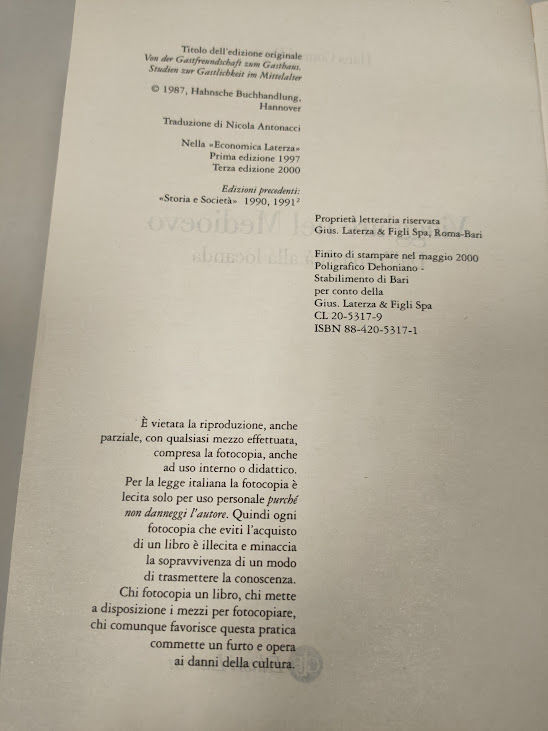 Titolo dell'edizione originale
Von der Gastfreundschaft zum Gasthaus.
Studien zur Gastlichkeit im Mittelalter
© 1987, Hahnsche Buchhandlung,
Hannover
Traduzione di Nicola Antonacci
Nella «Economica Laterza»
Prima edizione 1997
Terza edizione 2000
Edizioni precedenti:
«Storia e Società» 1990, 1991²
Proprietà letteraria riservata
Gius. Laterza & Figli Spa, Roma-Bari
Finito di stampare nel maggio 2000
Poligrafico Dehoniano -
Stabilimento di Bari
per conto della
Gius. Laterza & Figli Spa
CL 20-5317-9
ISBN 88-420-5317-1
È vietata la riproduzione, anche
parziale, con qualsiasi mezzo effettuata,
compresa la fotocopia, anche
ad uso interno o didattico.
Per la legge italiana la fotocopia è
lecita solo per uso personale purché
non danneggi l'autore. Quindi ogni
fotocopia che eviti l'acquisto
di un libro è illecita e minaccia
la sopravvivenza di un modo
di trasmettere la conoscenza.
Chi fotocopia un libro, chi mette
a disposizione i mezzi per fotocopiare,
chi comunque favorisce questa pratica
commette un furto e opera
ai danni della cultura.